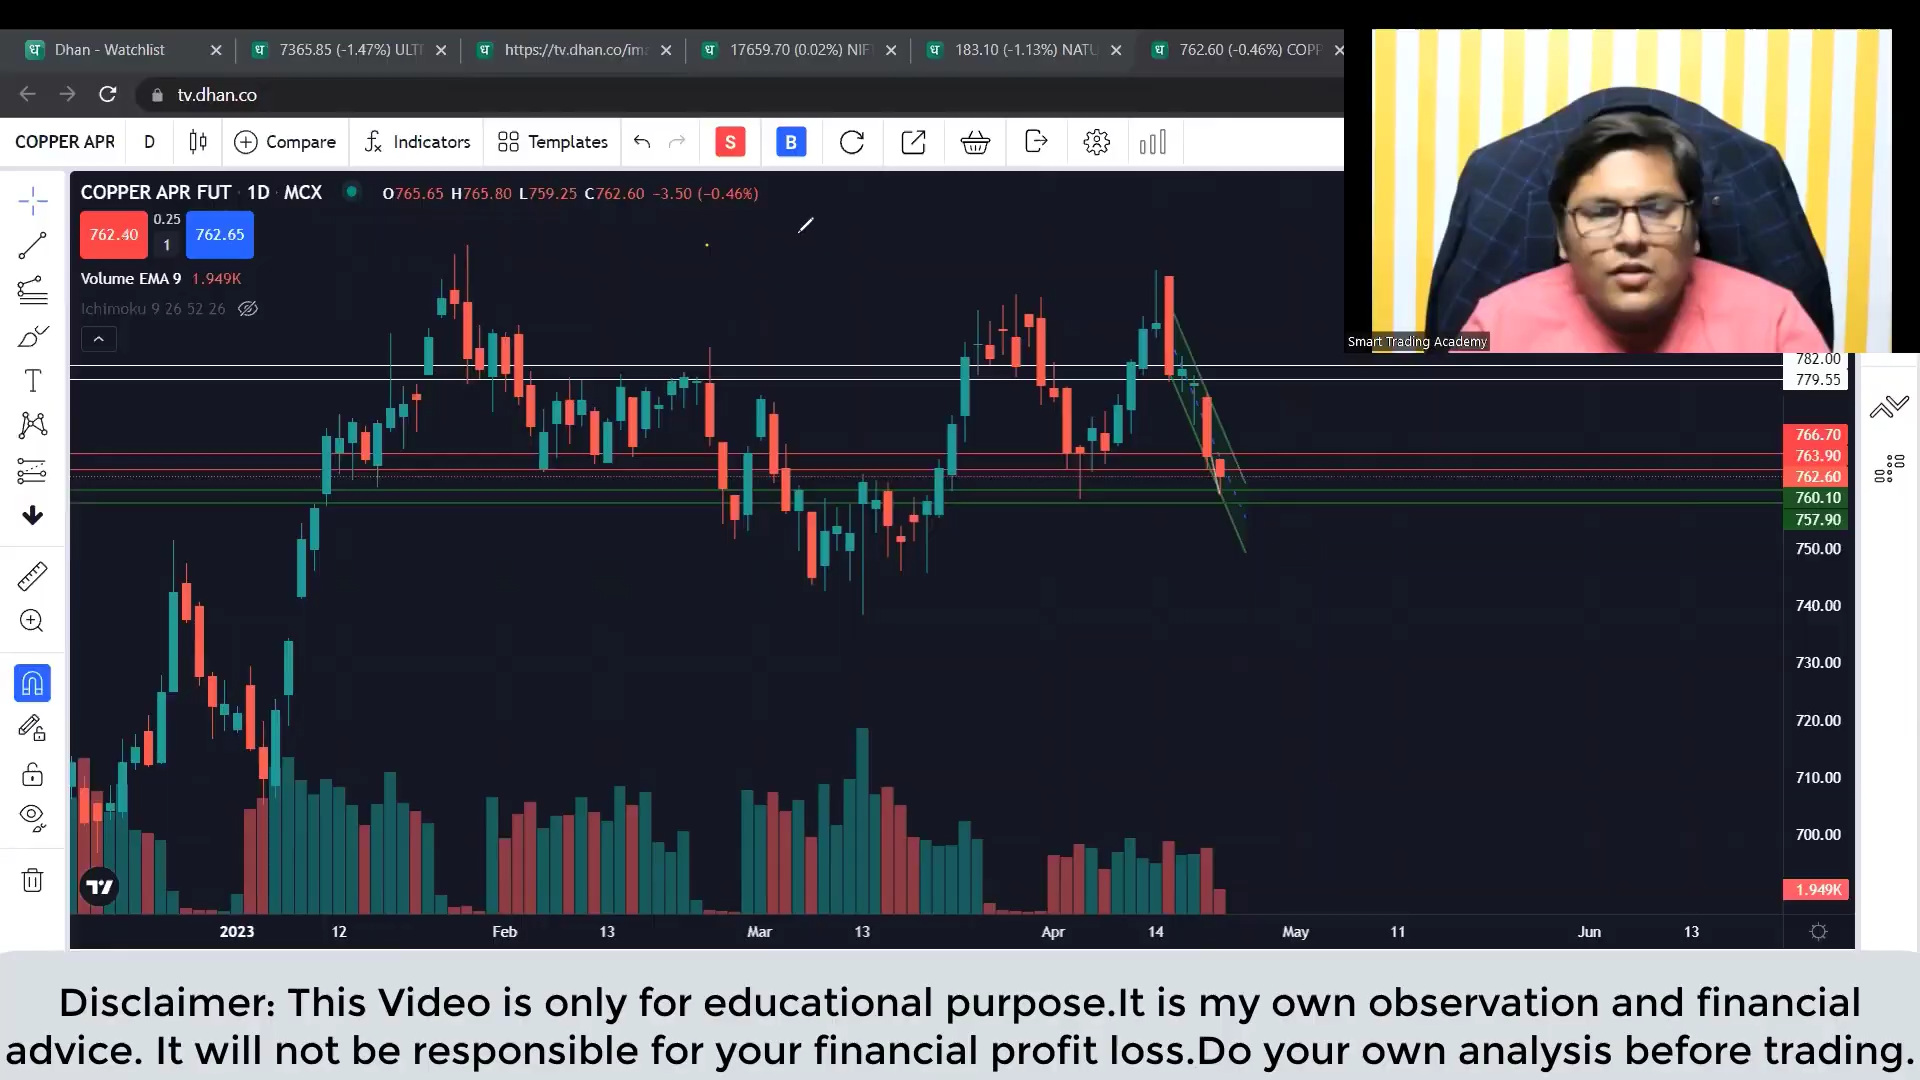 Dhan - Watchlist
7365.85 (-1.47%) ULT
https://tv.dhan.co/ima
17659.70 (0.02%) NIF
183.10 (-1.13%) NATU
762.60 (-0.46%) COPP
tv.dhan.co
COPPER APR
D
Compare
Indicators
Templates
S
B
COPPER APR FUT · 1D · MCX
O765.65 H765.80 L759.25 C762.60 −3.50 (−0.46%)
762.40
0.25
1
762.65
Volume EMA 9 1.949K
Ichimoku 9 26 52 26
Smart Trading Academy
782.00
779.55
766.70
763.90
762.60
760.10
757.90
750.00
740.00
730.00
720.00
710.00
700.00
1.949K
2023
12
Feb
13
Mar
13
Apr
14
May
11
Jun
13
Disclaimer: This Video is only for educational purpose.It is my own observation and financial
advice. It will not be responsible for your financial profit loss.Do your own analysis before trading.